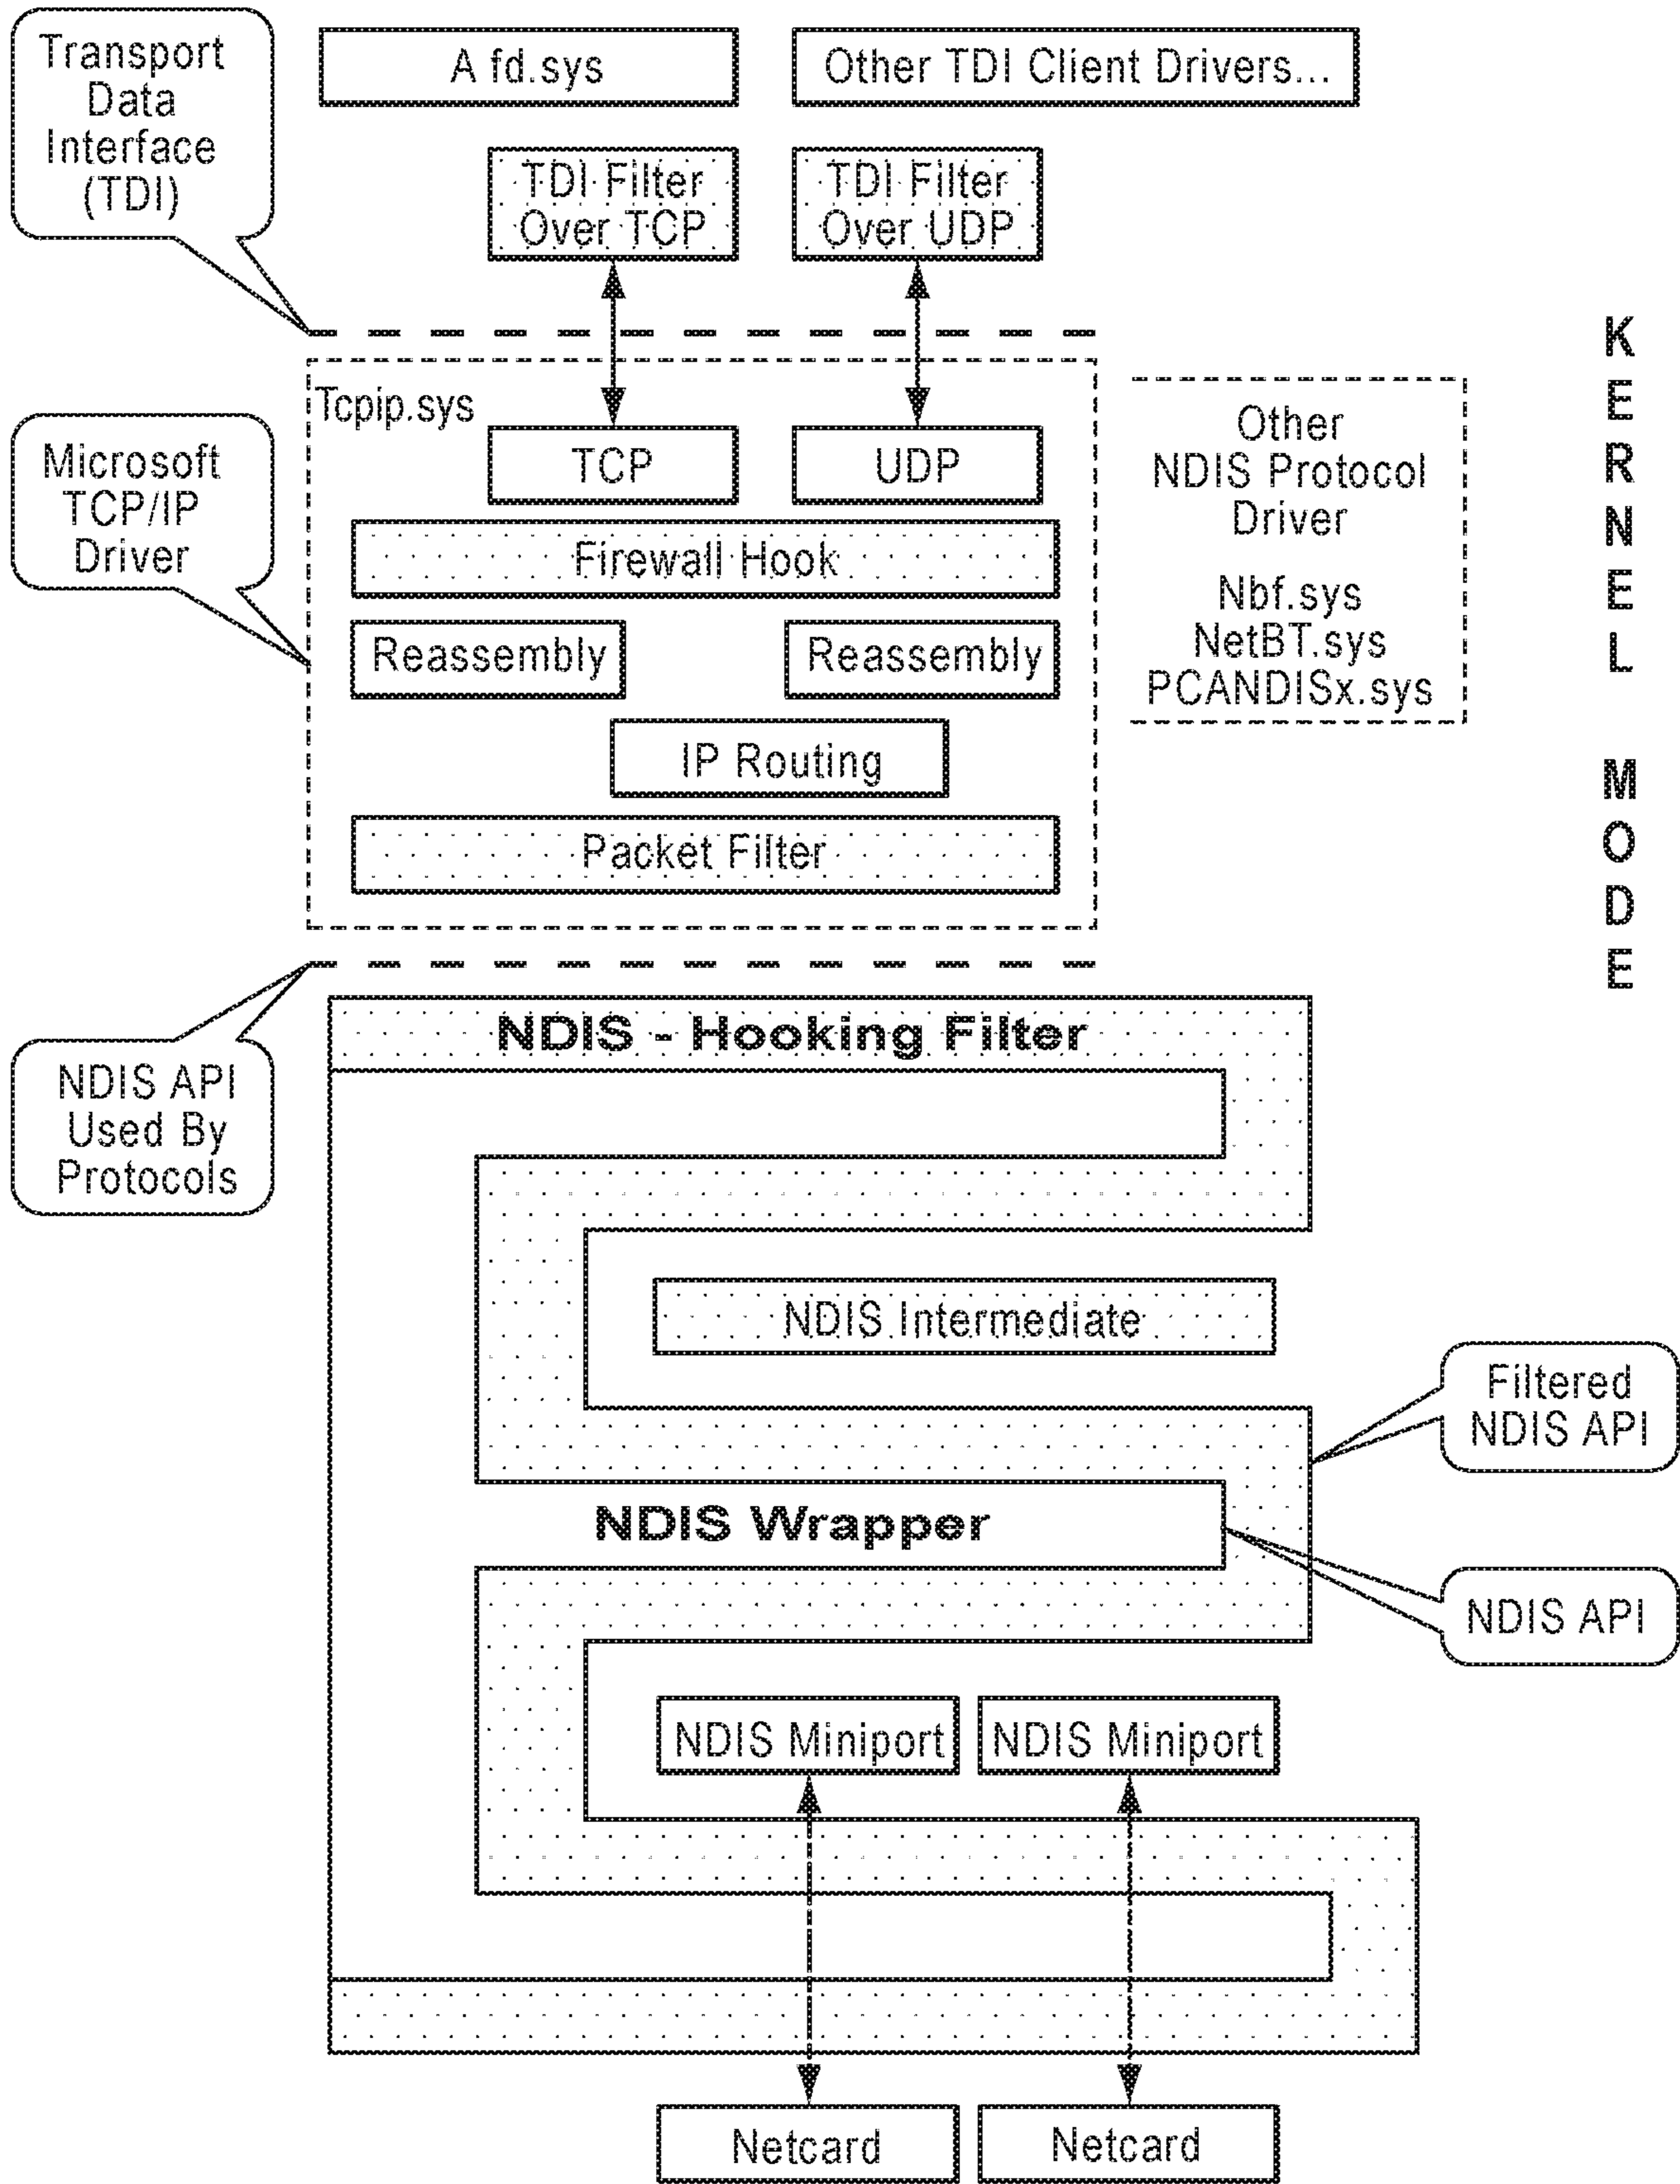 Transport
Data
Interface
(TDI)
A fd.sys
Other TDI Client Drivers...
TDI Filter
Over TCP
TDI Filter
Over UDP
Tcpip.sys
Microsoft
TCP/IP
Driver
TCP
UDP
Firewall Hook
Reassembly
Reassembly
IP Routing
Packet Filter
Other
NDIS Protocol
Driver
Nbf.sys
NetBT.sys
PCANDISx.sys
KERNEL MODE
NDIS API
Used By
Protocols
NDIS - Hooking Filter
NDIS Intermediate
Filtered
NDIS API
NDIS Wrapper
NDIS API
NDIS Miniport
NDIS Miniport
Netcard
Netcard